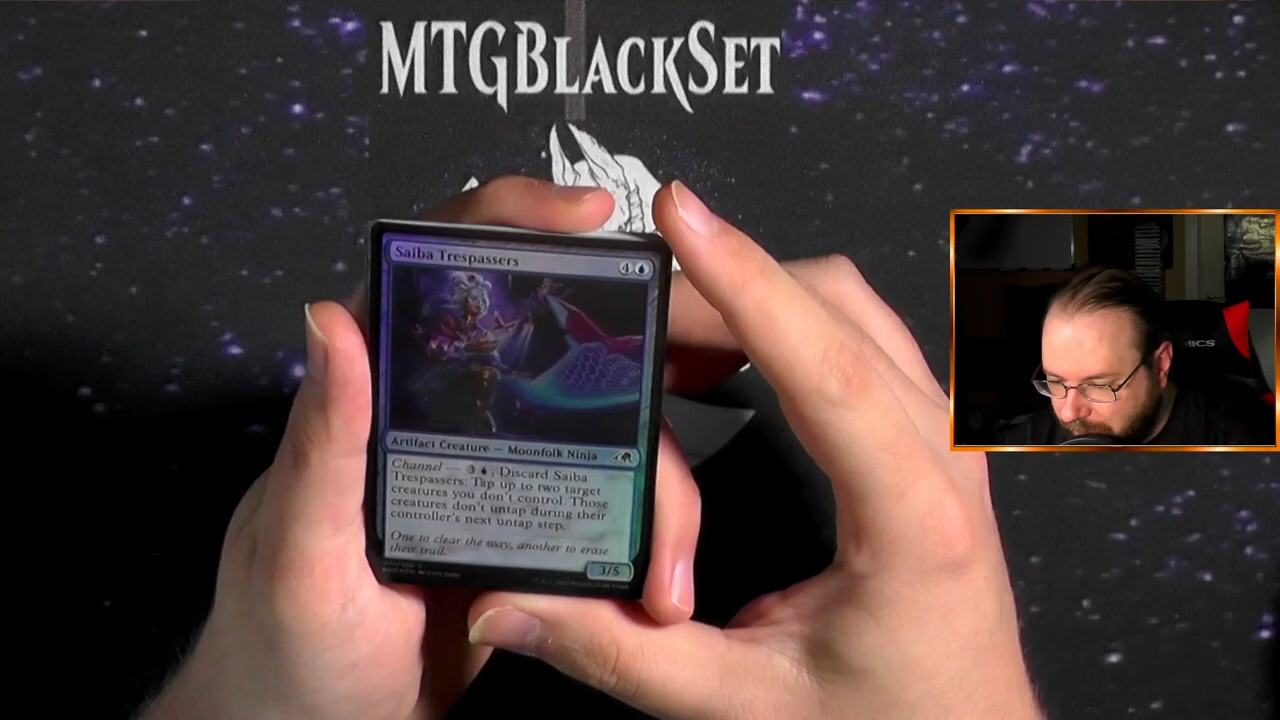 MTGBLACKSET
Saiba Trespassers
4
Artifact Creature — Moonfolk Ninja
Channel — 3 , Discard Saiba
Trespassers: Tap up to two target
creatures you don't control. Those
creatures don't untap during their
controller's next untap step.
One to clear the way, another to erase
their trail.
3/5